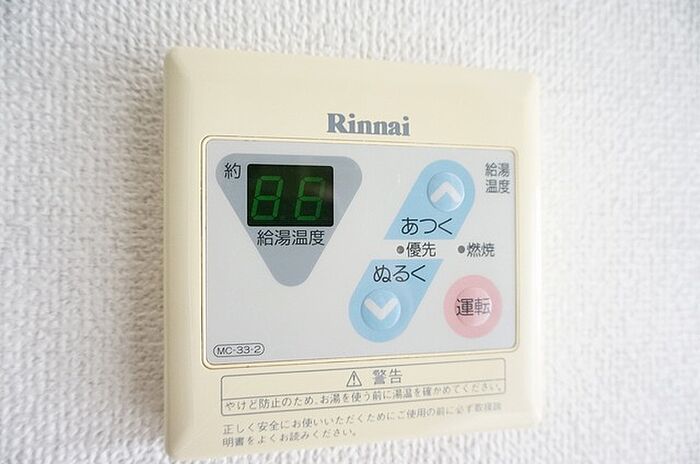 Rinnai
約
86
給湯温度
給湯
温度
あつく
優先
燃焼
ぬるく
運転
MC-33-2
⚠ 警告
やけど防止のため、お湯を使う前に湯温を確かめてください。
正しく安全にお使いいただくためにご使用の前に必ず取扱説
明書をよくお読みください。